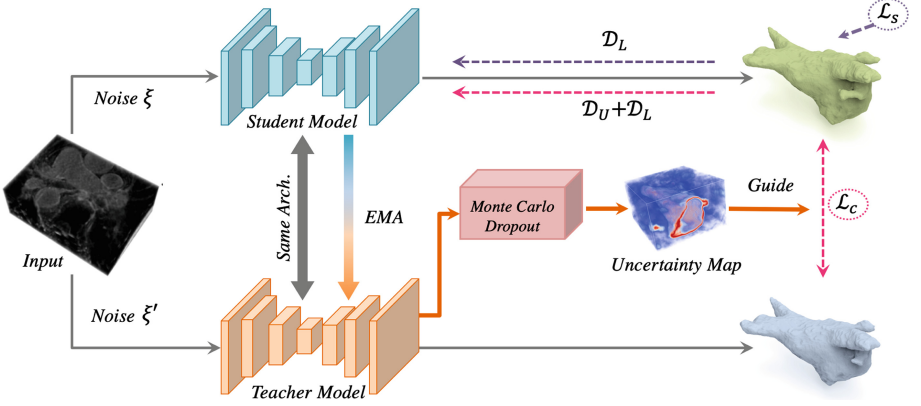 ℒₛ
𝒟_L
Noise ξ
𝒟_U+𝒟_L
Student Model
Same Arch.
EMA
Monte Carlo
Dropout
Guide
ℒ_c
Input
Uncertainty Map
Noise ξ′
Teacher Model